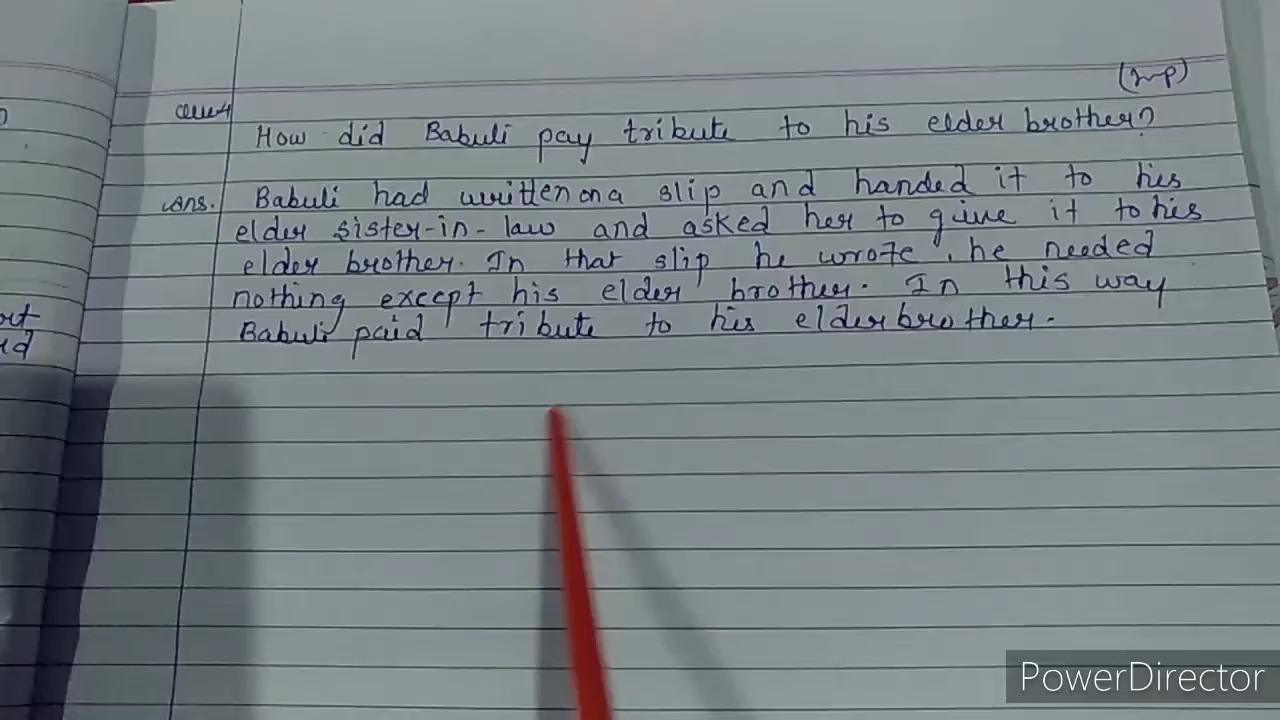 (Imp)
Ques
How did Babuli pay tribute to his elder brother?
Ans. Babuli had written on a slip and handed it to his
elder sister-in-law and asked her to give it to his
elder brother. In that slip he wrote, he needed
nothing except his elder brother. In this way
Babuli paid tribute to his elder brother.
PowerDirector